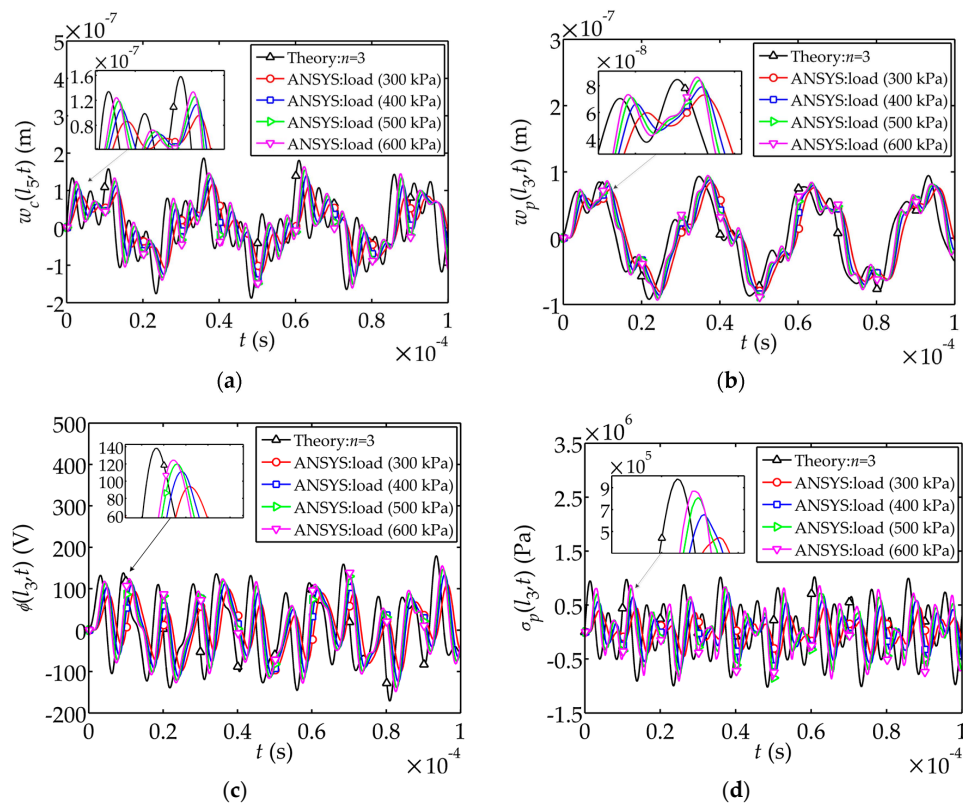 ×10⁻⁷
5
4
3
2
1
0
-1
-2
w_c(l₅,t) (m)
×10⁻⁷
1.6
1.2
0.8
Theory:n=3
ANSYS:load (300 kPa)
ANSYS:load (400 kPa)
ANSYS:load (500 kPa)
ANSYS:load (600 kPa)
0 0.2 0.4 0.6 0.8 1
t (s)
×10⁻⁴
(a)
×10⁻⁷
3
2
1
0
-1
w_p(l₃,t) (m)
×10⁻⁸
8
6
4
Theory:n=3
ANSYS:load (300 kPa)
ANSYS:load (400 kPa)
ANSYS:load (500 kPa)
ANSYS:load (600 kPa)
0 0.2 0.4 0.6 0.8 1
t (s)
×10⁻⁴
(b)
500
400
300
200
100
0
-100
-200
ϕ(l₃,t) (V)
140
120
100
80
60
Theory:n=3
ANSYS:load (300 kPa)
ANSYS:load (400 kPa)
ANSYS:load (500 kPa)
ANSYS:load (600 kPa)
0 0.2 0.4 0.6 0.8 1
t (s)
×10⁻⁴
(c)
×10⁶
3.5
2.5
1.5
0.5
-0.5
-1.5
σ_p(l₃,t) (Pa)
×10⁵
9
7
5
Theory:n=3
ANSYS:load (300 kPa)
ANSYS:load (400 kPa)
ANSYS:load (500 kPa)
ANSYS:load (600 kPa)
0 0.2 0.4 0.6 0.8 1
t (s)
×10⁻⁴
(d)